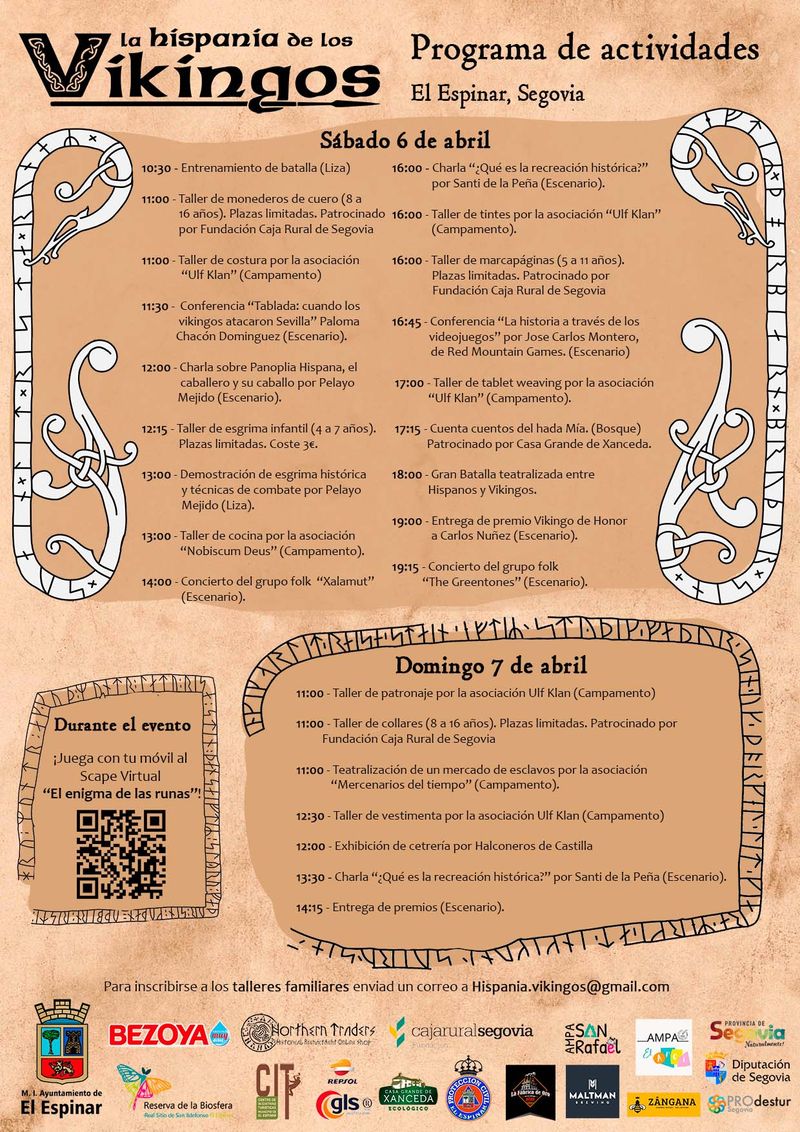 la hispania de los
Vikingos
Programa de actividades
El Espinar, Segovia
Sábado 6 de abril
10:30 - Entrenamiento de batalla (Liza)
11:00 - Taller de monederos de cuero (8 a
16 años). Plazas limitadas. Patrocinado
por Fundación Caja Rural de Segovia
11:00 - Taller de costura por la asociación
"Ulf Klan" (Campamento)
11:30 - Conferencia "Tablada: cuando los
vikingos atacaron Sevilla" Paloma
Chacón Dominguez (Escenario).
12:00 - Charla sobre Panoplia Hispana, el
caballero y su caballo por Pelayo
Mejido (Escenario).
12:15 - Taller de esgrima infantil (4 a 7 años).
Plazas limitadas. Coste 3€.
13:00 - Demostración de esgrima histórica
y técnicas de combate por Pelayo
Mejido (Liza).
13:00 - Taller de cocina por la asociación
"Nobiscum Deus" (Campamento).
14:00 - Concierto del grupo folk "Xalamut"
(Escenario).
16:00 - Charla "¿Qué es la recreación histórica?"
por Santi de la Peña (Escenario).
16:00 - Taller de tintes por la asociación "Ulf Klan"
(Campamento).
16:00 - Taller de marcapáginas (5 a 11 años).
Plazas limitadas. Patrocinado por
Fundación Caja Rural de Segovia
16:45 - Conferencia "La historia a través de los
videojuegos" por Jose Carlos Montero,
de Red Mountain Games. (Escenario)
17:00 - Taller de tablet weaving por la asociación
"Ulf Klan" (Campamento).
17:15 - Cuenta cuentos del hada Mía. (Bosque)
Patrocinado por Casa Grande de Xanceda.
18:00 - Gran Batalla teatralizada entre
Hispanos y Vikingos.
19:00 - Entrega de premio Vikingo de Honor
a Carlos Nuñez (Escenario).
19:15 - Concierto del grupo folk
"The Greentones" (Escenario).
Domingo 7 de abril
11:00 - Taller de patronaje por la asociación Ulf Klan (Campamento)
11:00 - Taller de collares (8 a 16 años). Plazas limitadas. Patrocinado por
Fundación Caja Rural de Segovia
11:00 - Teatralización de un mercado de esclavos por la asociación
"Mercenarios del tiempo" (Campamento).
12:30 - Taller de vestimenta por la asociación Ulf Klan (Campamento)
12:00 - Exhibición de cetrería por Halconeros de Castilla
13:30 - Charla "¿Qué es la recreación histórica?" por Santi de la Peña (Escenario).
14:15 - Entrega de premios (Escenario).
Durante el evento
¡Juega con tu móvil al
Scape Virtual
"El enigma de las runas"!
Para inscribirse a los talleres familiares enviad un correo a Hispania.vikingos@gmail.com
M. I. Ayuntamiento de
El Espinar
BEZOYA
Northern Traders
Historical Reenactment Online Shop
cajaruralsegovia
Fundación
AMPA
SAN
Rafael
AMPA
PROVINCIA DE
Segovia
Naturalmente!
Reserva de la Biosfera
Real Sitio de San Ildefonso
CIT
REPSOL
gls
CASA GRANDE DE
XANCEDA
ECOLÓGICO
PROTECCIÓN CIVIL
EL ESPINAR
La Fábrica de Oro
MALTMAN
BREWING
ZÁNGANA
Diputación
de Segovia
PROdestur
Segovia